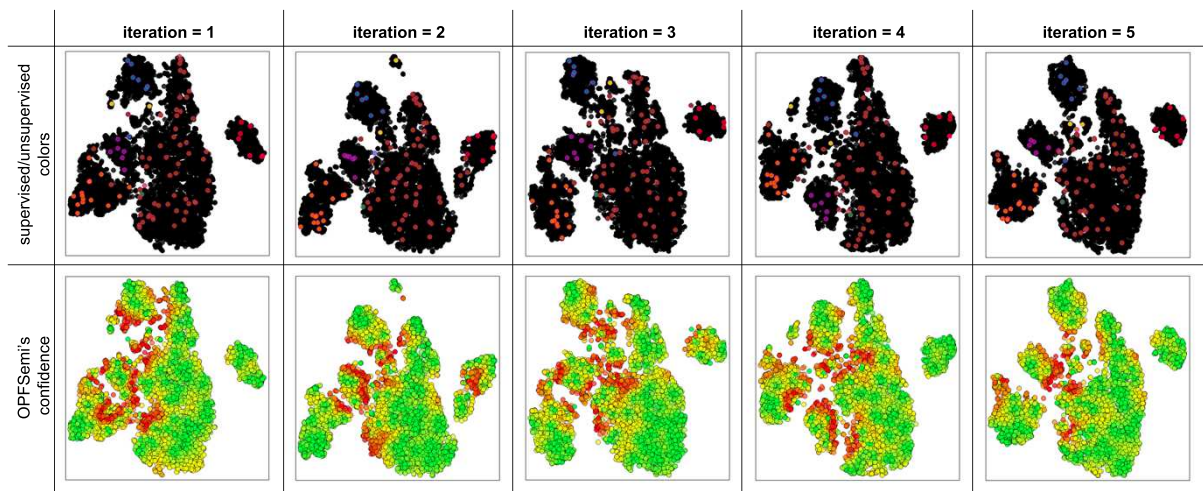 iteration = 1
iteration = 2
iteration = 3
iteration = 4
iteration = 5
supervised/unsupervised
colors
OPFSemi's
confidence